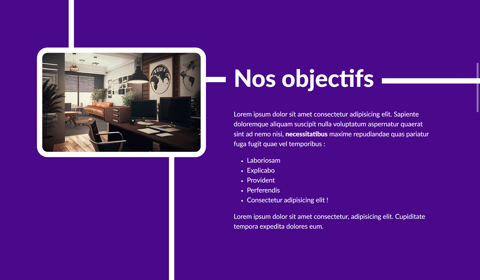 Nos objectifs
Lorem ipsum dolor sit amet consectetur adipisicing elit. Sapiente
doloremque aliquam suscipit nulla voluptatum aspernatur quaerat
sint ad nemo nisi, necessitatibus maxime repudiandae quas pariatur
fuga fugit quae vel temporibus :
• Laboriosam
• Explicabo
• Provident
• Perferendis
• Consectetur adipisicing elit !
Lorem ipsum dolor sit amet consectetur, adipisicing elit. Cupiditate
tempora expedita dolores eum.